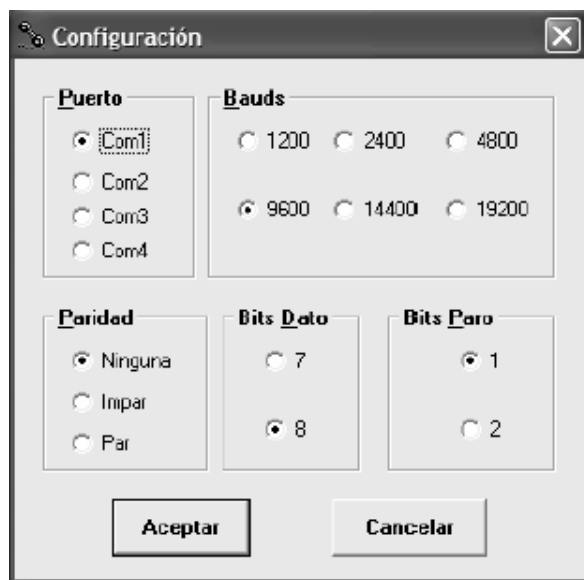 Configuración
Puerto
Com1
Com2
Com3
Com4
Bauds
1200 2400 4800
9600 14400 19200
Paridad
Ninguna
Impar
Par
Bits Dato
7
8
Bits Paro
1
2
Aceptar Cancelar